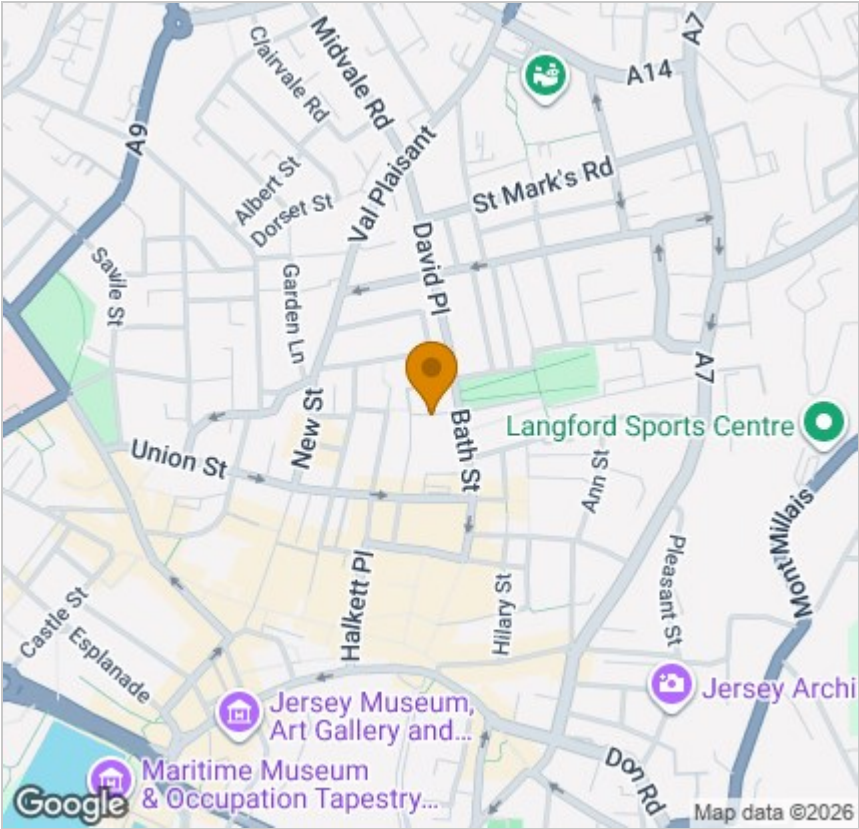 Midvale Rd
Clairvale Rd
A7
A14
A9
Albert St
Val Plaisant
St Mark's Rd
Dorset St
David Pl
Savile St
Garden Ln
A7
New St
Bath St
Langford Sports Centre
Union St
Ann St
Mont Millais
Pleasant St
Halkett Pl
Hilary St
Castle St
Esplanade
Jersey Museum,
Art Gallery and...
Jersey Archi
Maritime Museum
& Occupation Tapestry...
Don Rd
Google
Map data ©2026